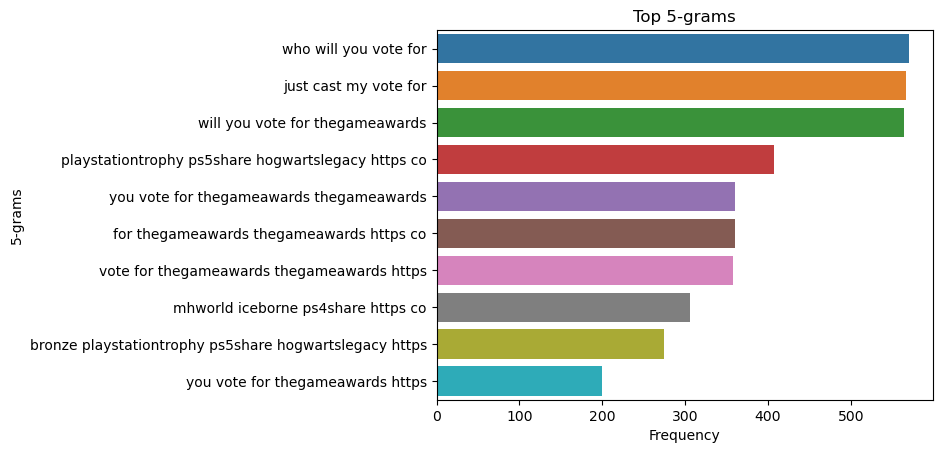 Top 5-grams
who will you vote for
just cast my vote for
will you vote for thegameawards
playstationtrophy ps5share hogwartslegacy https co
you vote for thegameawards thegameawards
for thegameawards thegameawards https co
vote for thegameawards thegameawards https
mhworld iceborne ps4share https co
bronze playstationtrophy ps5share hogwartslegacy https
you vote for thegameawards https
5-grams
0 100 200 300 400 500
Frequency